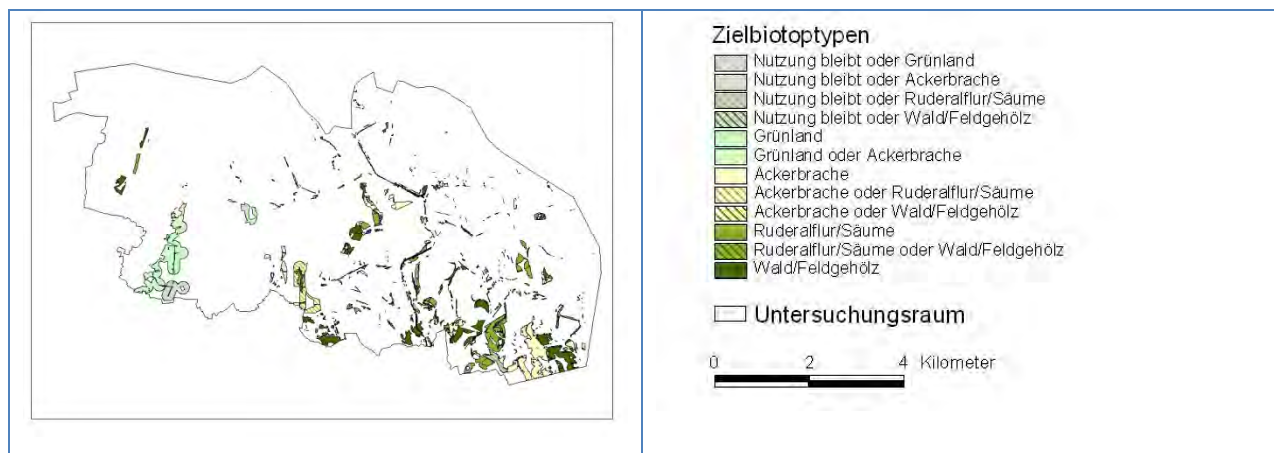 Zielbiotoptypen
Nutzung bleibt oder Grünland
Nutzung bleibt oder Ackerbrache
Nutzung bleibt oder Ruderalflur/Säume
Nutzung bleibt oder Wald/Feldgehölz
Grünland
Grünland oder Ackerbrache
Ackerbrache
Ackerbrache oder Ruderalflur/Säume
Ackerbrache oder Wald/Feldgehölz
Ruderalflur/Säume
Ruderalflur/Säume oder Wald/Feldgehölz
Wald/Feldgehölz
Untersuchungsraum
0 2 4 Kilometer